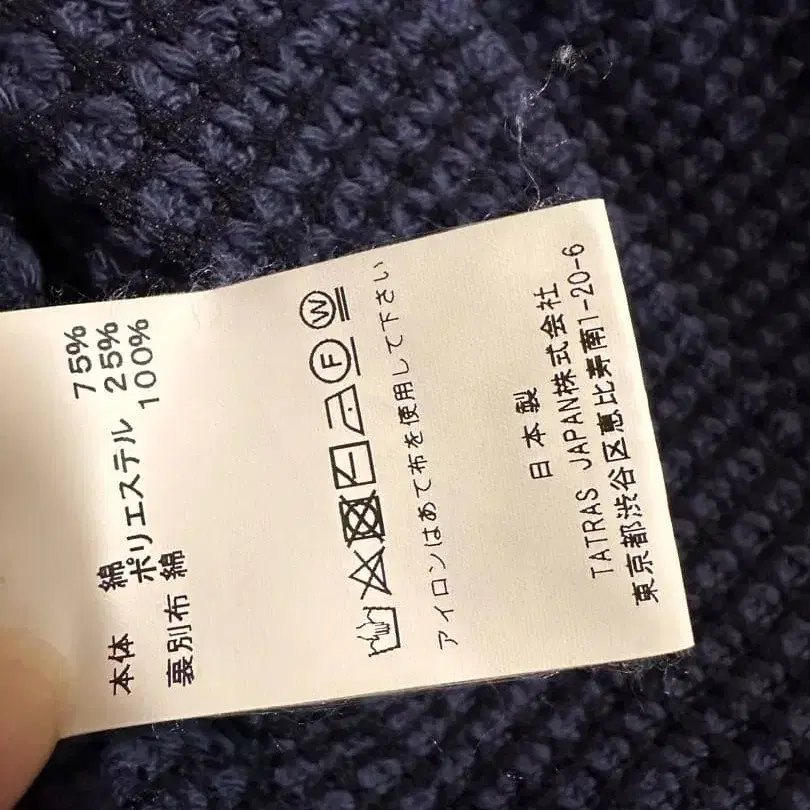 本体 綿 75%
ポリエステル 25%
裏別布 綿 100%
F W
アイロンはあて布を使用して下さい
日本製
TATRAS JAPAN株式会社
東京都渋谷区恵比寿南1-20-6